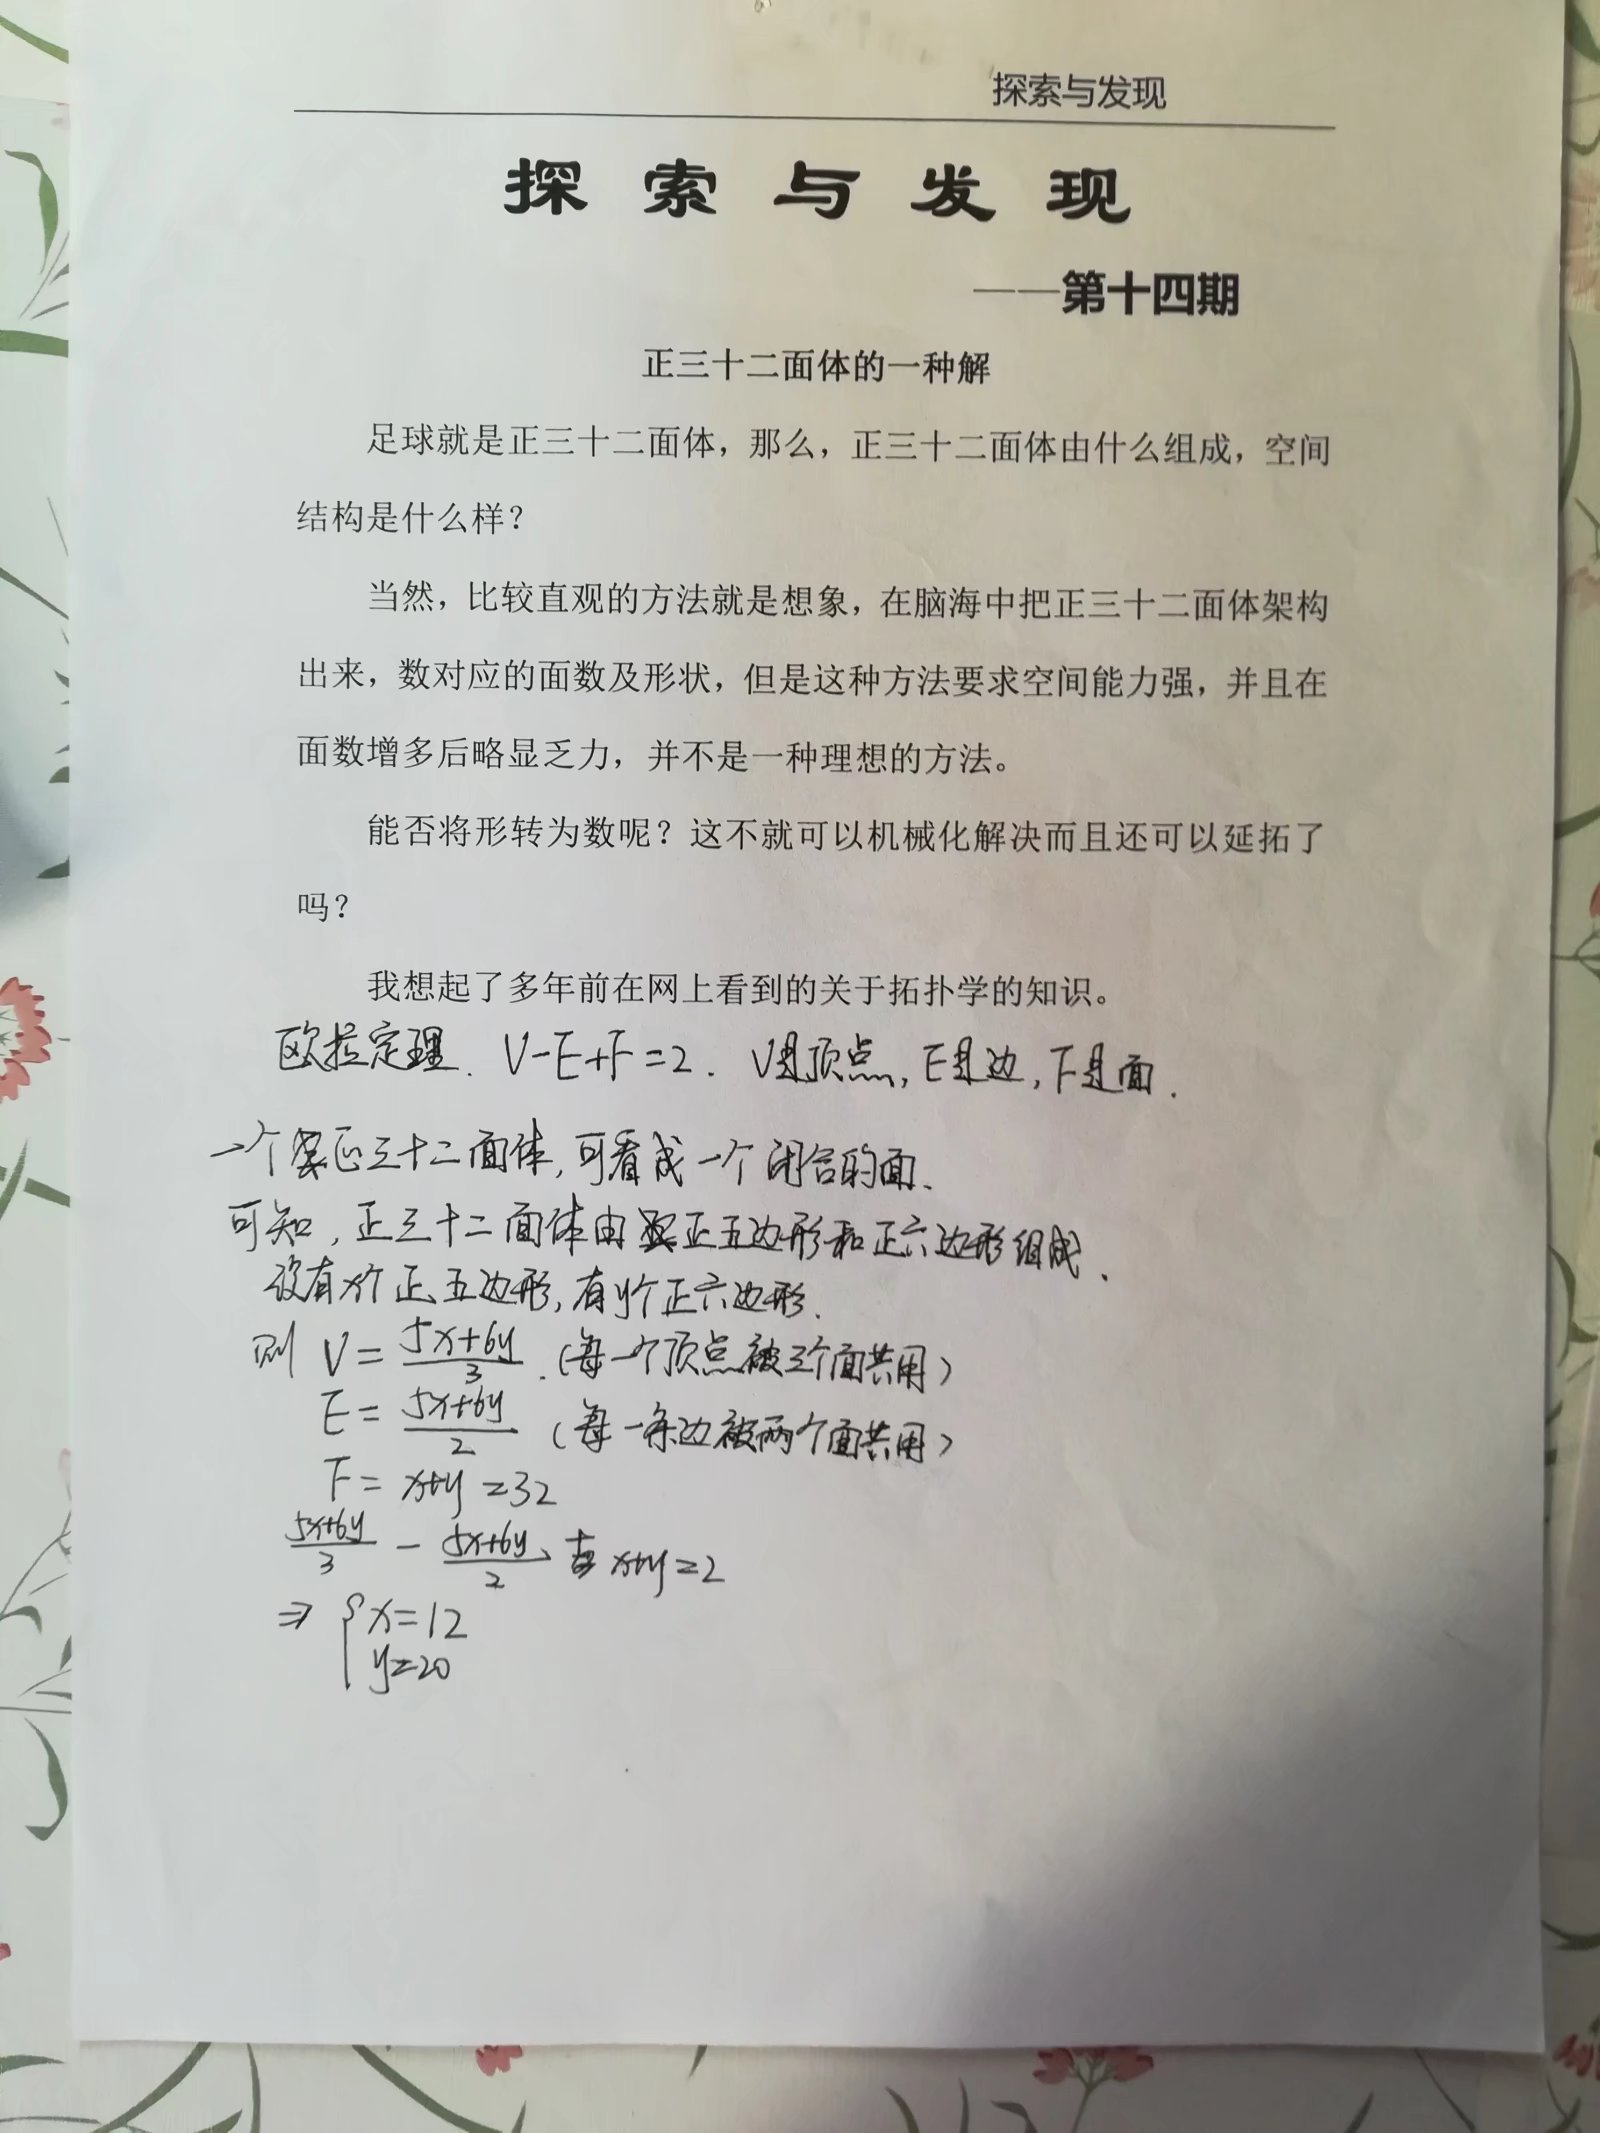 探索与发现
探索与发现
——第十四期
正三十二面体的一种解
足球就是正三十二面体，那么，正三十二面体由什么组成，空间
结构是什么样？
当然，比较直观的方法就是想象，在脑海中把正三十二面体架构
出来，数对应的面数及形状，但是这种方法要求空间能力强，并且在
面数增多后略显乏力，并不是一种理想的方法。
能否将形转为数呢？这不就可以机械化解决而且还可以延拓了
吗？
我想起了多年前在网上看到的关于拓扑学的知识。
欧拉定理. V-E+F=2. V是顶点, E是边, F是面.
一个正三十二面体, 可看成一个闭合的面.
可知, 正三十二面体由正五边形和正六边形组成.
设有x个正五边形, 有y个正六边形.
则 V = (5x+6y)/3 . (每一个顶点被三个面共用)
E = (5x+6y)/2 (每一条边被两个面共用)
F = x+y = 32
(5x+6y)/3 - (5x+6y)/2 + x+y = 2
⇒ { x=12
y=20